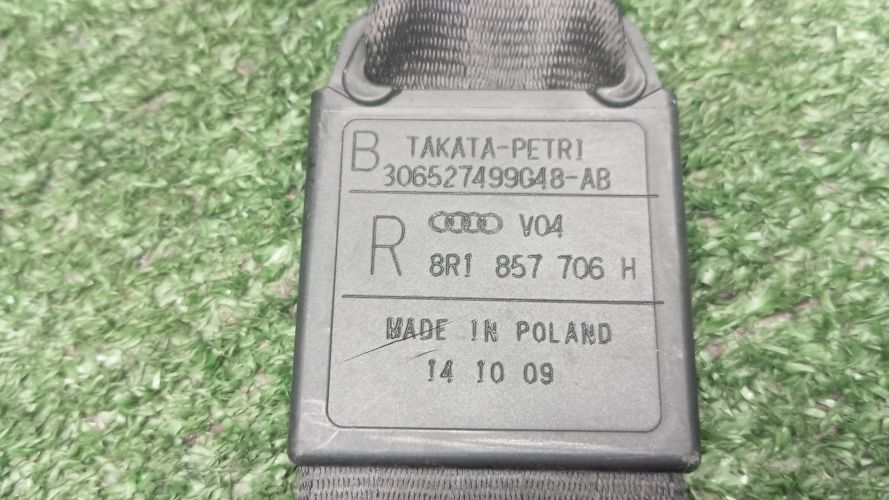 B TAKATA-PETRI
306527499G48-AB
R V04
8R1 857 706 H
MADE IN POLAND
14 10 09